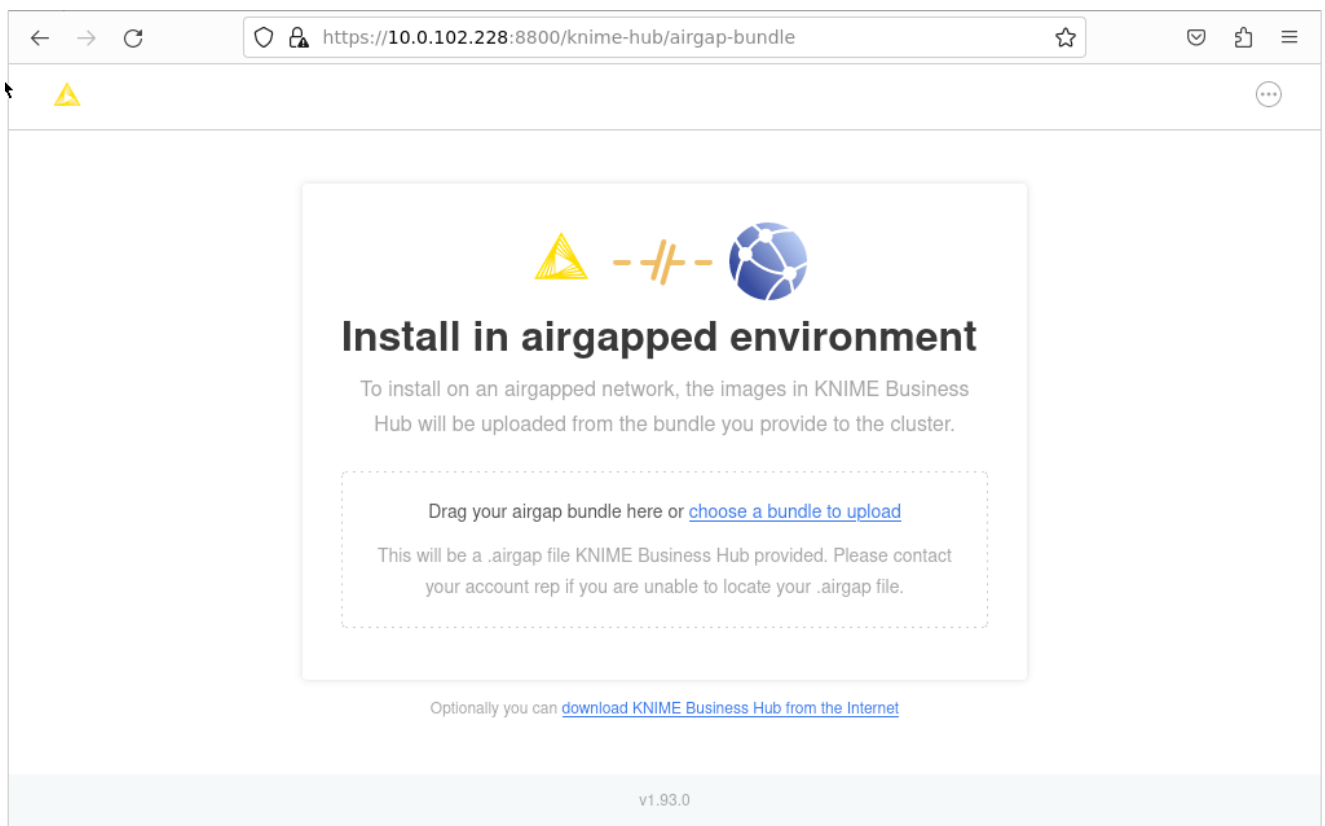 https://10.0.102.228:8800/knime-hub/airgap-bundle
Install in airgapped environment
To install on an airgapped network, the images in KNIME Business
Hub will be uploaded from the bundle you provide to the cluster.
Drag your airgap bundle here or choose a bundle to upload
This will be a .airgap file KNIME Business Hub provided. Please contact
your account rep if you are unable to locate your .airgap file.
Optionally you can download KNIME Business Hub from the Internet
v1.93.0